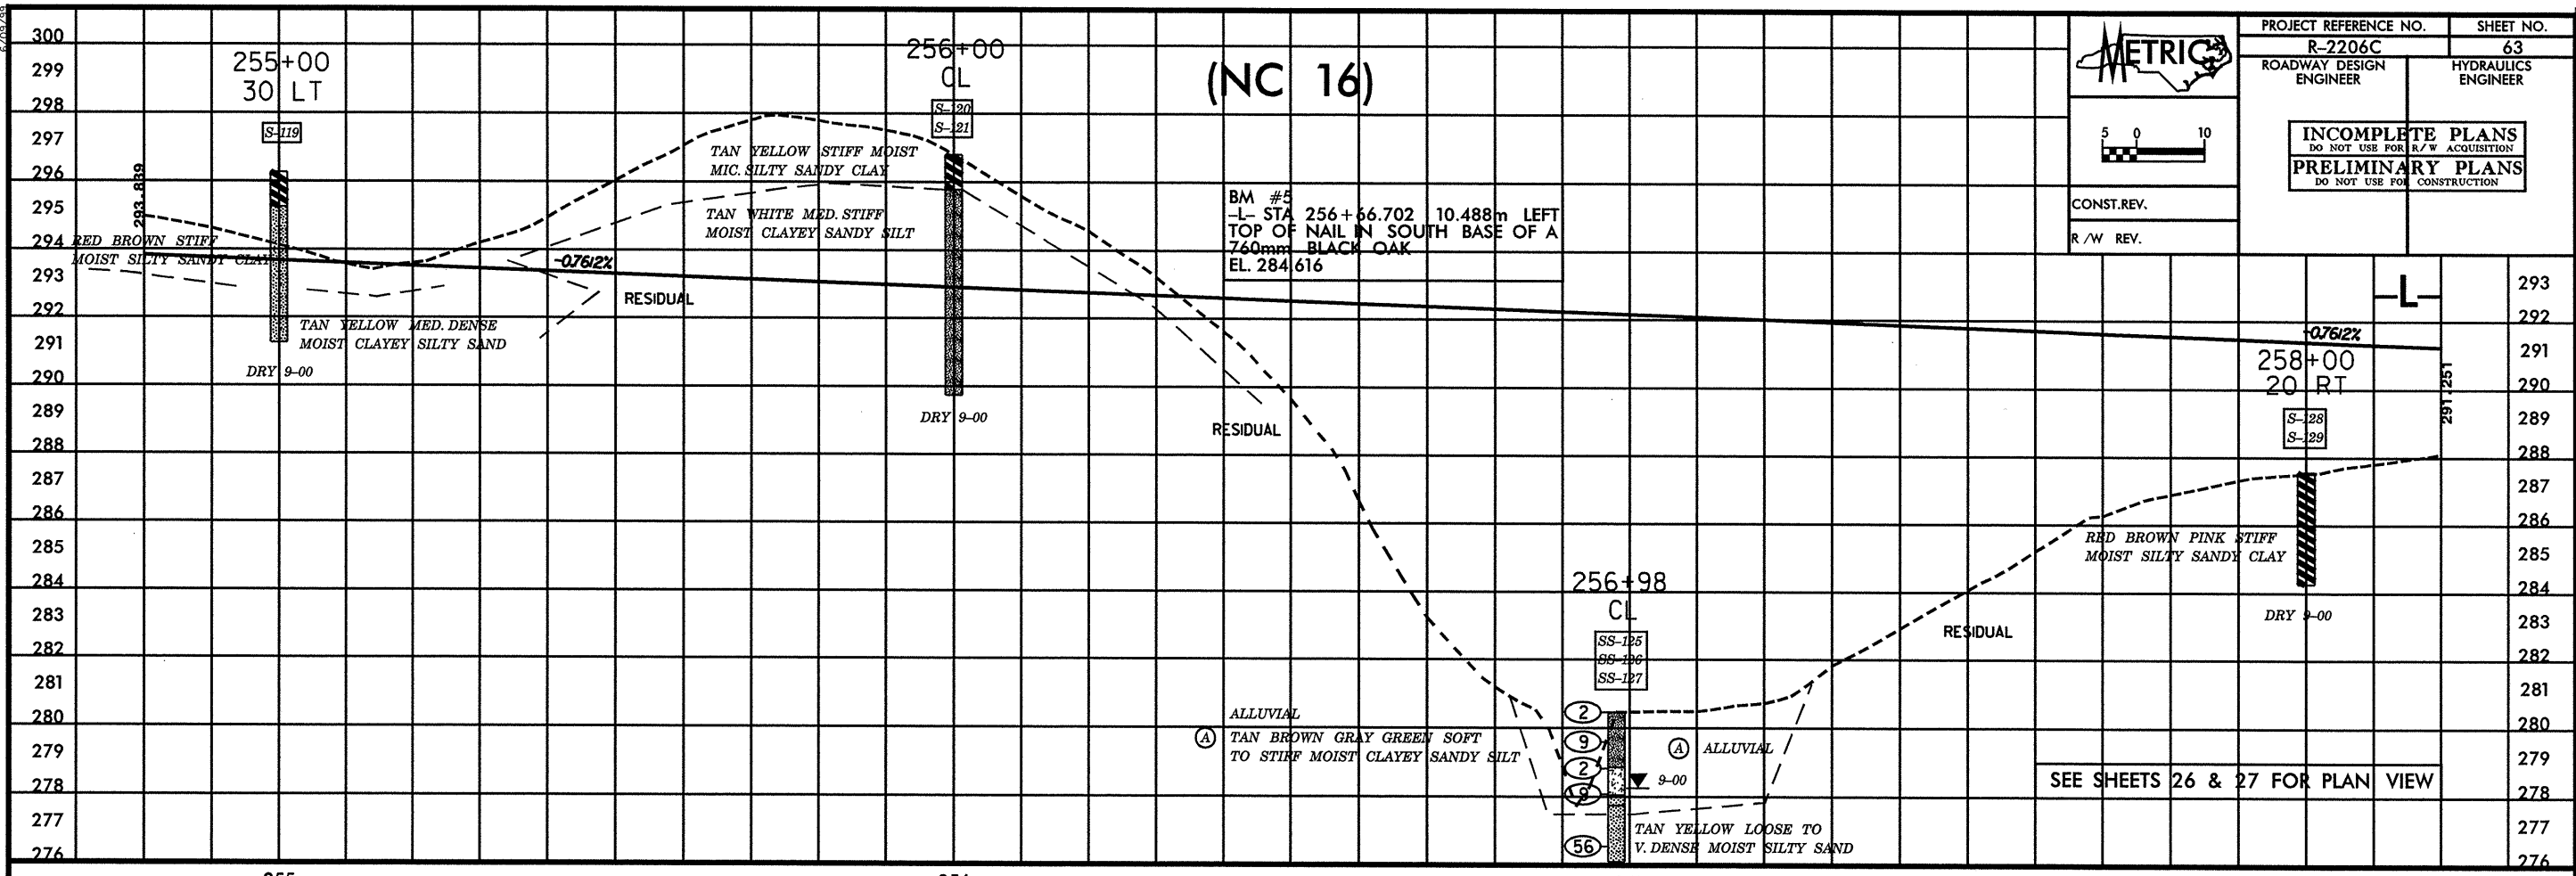 6/09/99
300
299
298
297
296
295
294
293
292
291
290
289
288
287
286
285
284
283
282
281
280
279
278
277
276
255+00
30 LT
S-119
293.839
RED BROWN STIFF
MOIST SILTY SANDY CLAY
TAN YELLOW MED. DENSE
MOIST CLAYEY SILTY SAND
DRY 9-00
-0.7612%
RESIDUAL
256+00
CL
S-120
S-121
TAN YELLOW STIFF MOIST
MIC. SILTY SANDY CLAY
TAN WHITE MED. STIFF
MOIST CLAYEY SANDY SILT
DRY 9-00
(NC 16)
BM #5
-L- STA 256+66.702 10.488m LEFT
TOP OF NAIL IN SOUTH BASE OF A
760mm BLACK OAK
EL. 284.616
RESIDUAL
ALLUVIAL
A TAN BROWN GRAY GREEN SOFT
TO STIFF MOIST CLAYEY SANDY SILT
256+98
CL
SS-125
SS-126
SS-127
2
9
2
9
56
A ALLUVIAL
9-00
TAN YELLOW LOOSE TO
V. DENSE MOIST SILTY SAND
RESIDUAL
RED BROWN PINK STIFF
MOIST SILTY SANDY CLAY
-0.7612%
258+00
20 RT
S-128
S-129
DRY 9-00
291.251
-L-
SEE SHEETS 26 & 27 FOR PLAN VIEW
METRIC
5 0 10
CONST.REV.
R/W REV.
PROJECT REFERENCE NO.
SHEET NO.
R-2206C
63
ROADWAY DESIGN
ENGINEER
HYDRAULICS
ENGINEER
INCOMPLETE PLANS
DO NOT USE FOR R/W ACQUISITION
PRELIMINARY PLANS
DO NOT USE FOR CONSTRUCTION
293
292
291
290
289
288
287
286
285
284
283
282
281
280
279
278
277
276